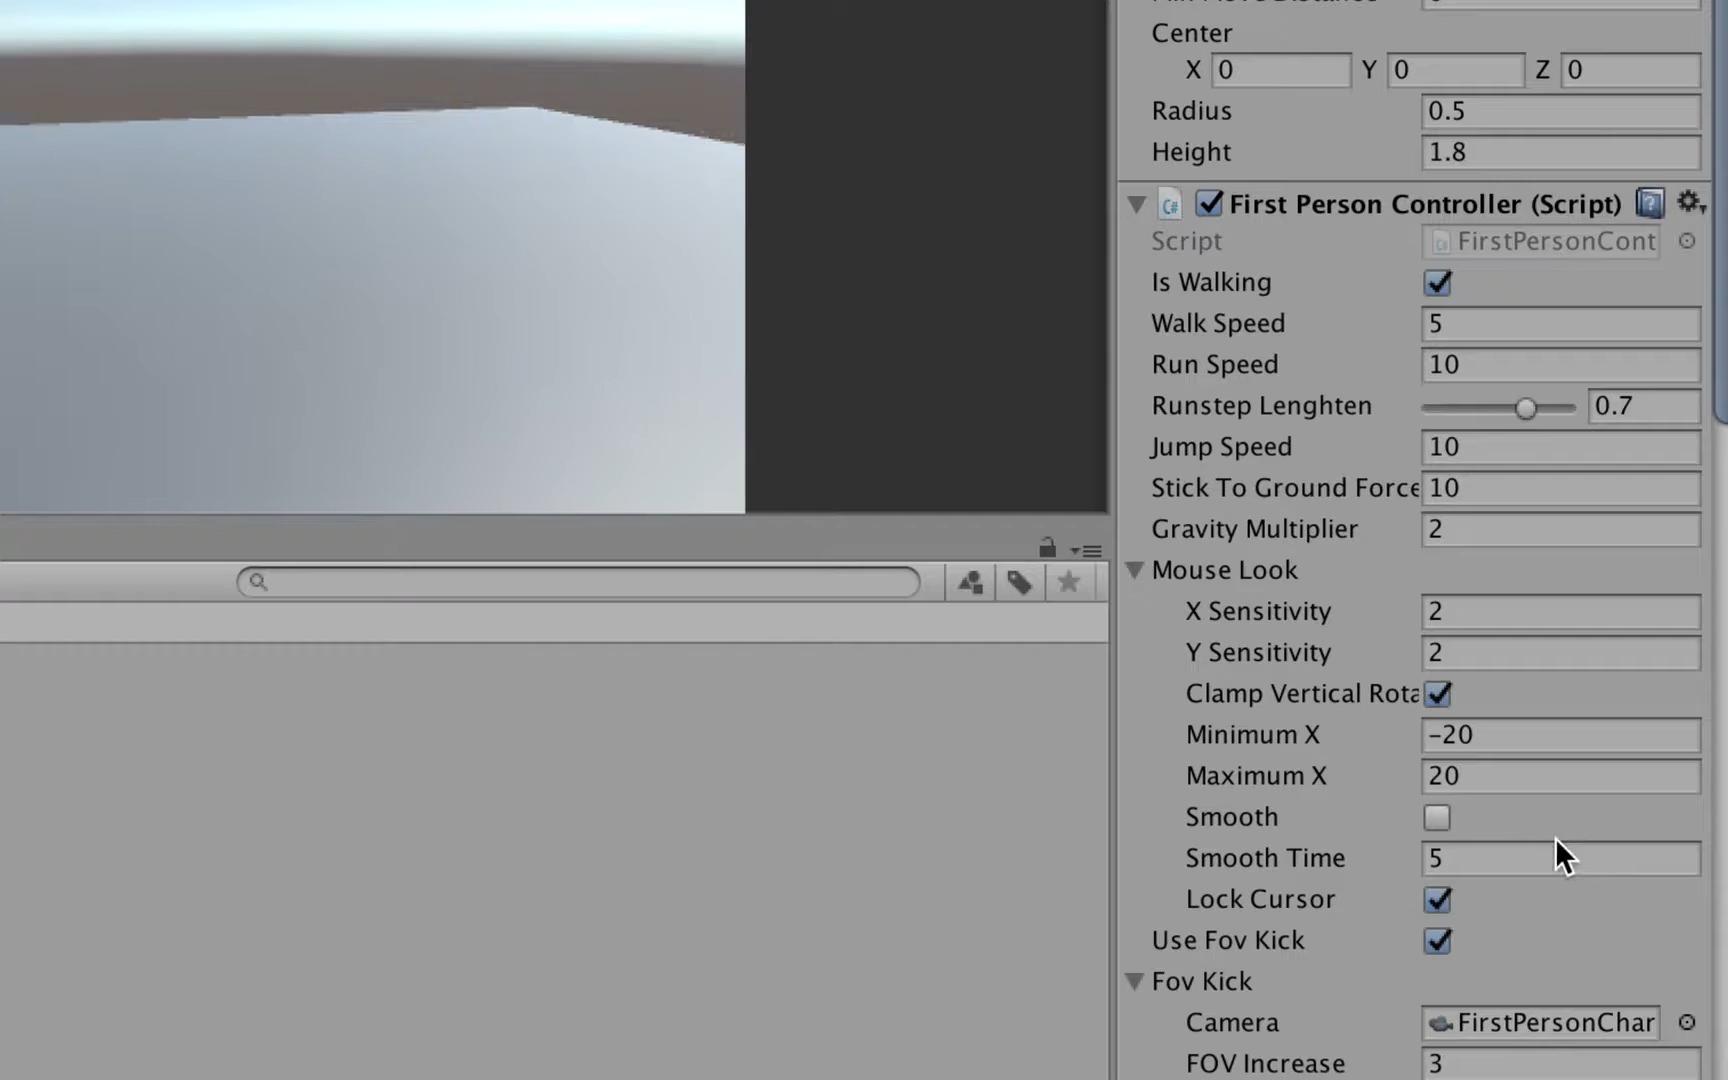 Center
X 0 Y 0 Z 0
Radius 0.5
Height 1.8
C# First Person Controller (Script) ?
Script FirstPersonCont
Is Walking
Walk Speed 5
Run Speed 10
Runstep Lenghten 0.7
Jump Speed 10
Stick To Ground Force 10
Gravity Multiplier 2
Mouse Look
X Sensitivity 2
Y Sensitivity 2
Clamp Vertical Rota
Minimum X -20
Maximum X 20
Smooth
Smooth Time 5
Lock Cursor
Use Fov Kick
Fov Kick
Camera FirstPersonChar
FOV Increase 3